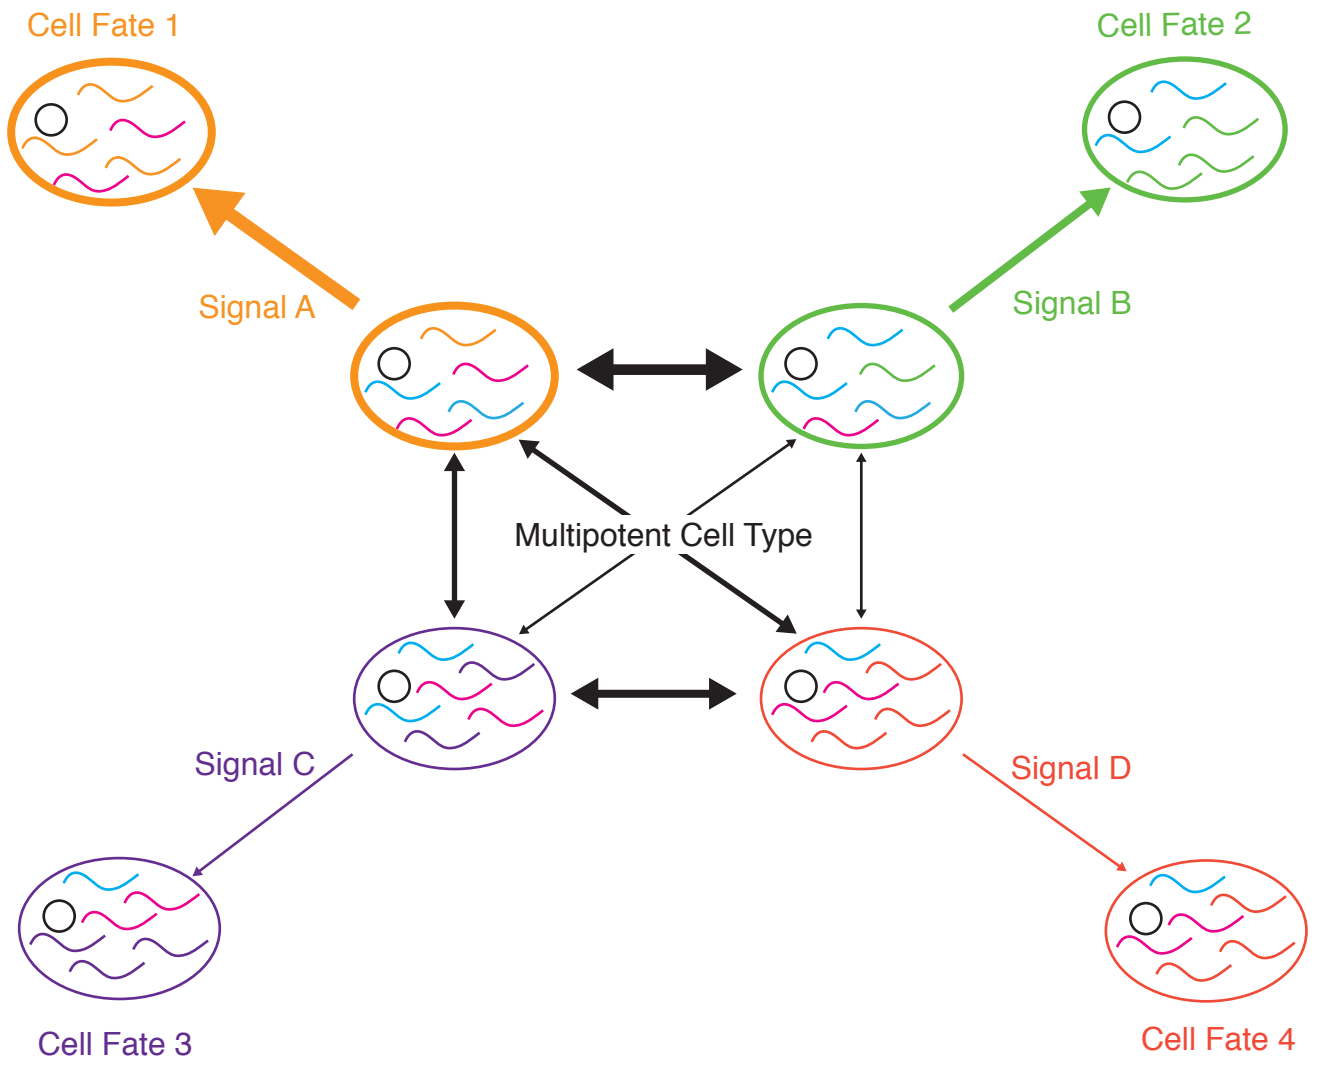 Cell Fate 1
Cell Fate 2
Signal A
Signal B
Multipotent Cell Type
Signal C
Signal D
Cell Fate 3
Cell Fate 4